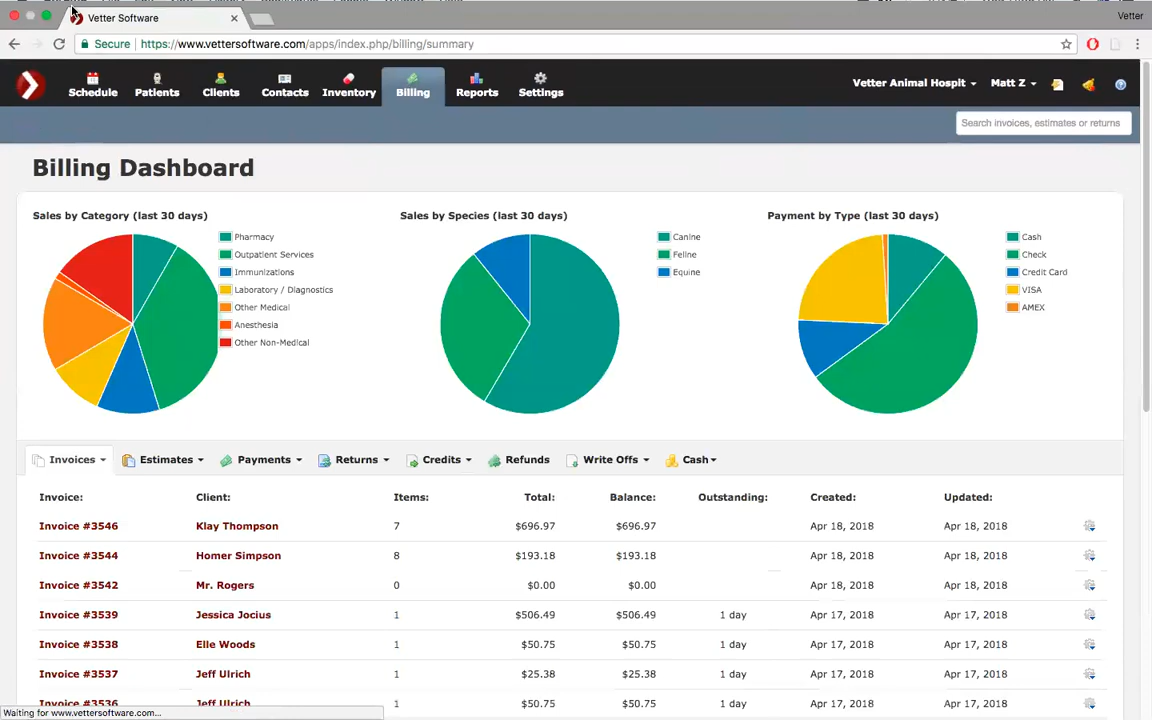 Vetter Software
Vetter
Secure https://www.vettersoftware.com/apps/index.php/billing/summary
Schedule Patients Clients Contacts Inventory Billing Reports Settings
Vetter Animal Hospit Matt Z
Search invoices, estimates or returns
Billing Dashboard
Sales by Category (last 30 days)
Pharmacy
Outpatient Services
Immunizations
Laboratory / Diagnostics
Other Medical
Anesthesia
Other Non-Medical
Sales by Species (last 30 days)
Canine
Feline
Equine
Payment by Type (last 30 days)
Cash
Check
Credit Card
VISA
AMEX
Invoices Estimates Payments Returns Credits Refunds Write Offs Cash
Invoice: Client: Items: Total: Balance: Outstanding: Created: Updated:
Invoice #3546 Klay Thompson 7 $696.97 $696.97 Apr 18, 2018 Apr 18, 2018
Invoice #3544 Homer Simpson 8 $193.18 $193.18 Apr 18, 2018 Apr 18, 2018
Invoice #3542 Mr. Rogers 0 $0.00 $0.00 Apr 18, 2018 Apr 18, 2018
Invoice #3539 Jessica Jocius 1 $506.49 $506.49 1 day Apr 17, 2018 Apr 17, 2018
Invoice #3538 Elle Woods 1 $50.75 $50.75 1 day Apr 17, 2018 Apr 17, 2018
Invoice #3537 Jeff Ulrich 1 $25.38 $25.38 1 day Apr 17, 2018 Apr 17, 2018
Invoice #3536 Jeff Ulrich 1 $50.75 $50.75 1 day Apr 17, 2018 Apr 17, 2018
Waiting for www.vettersoftware.com...